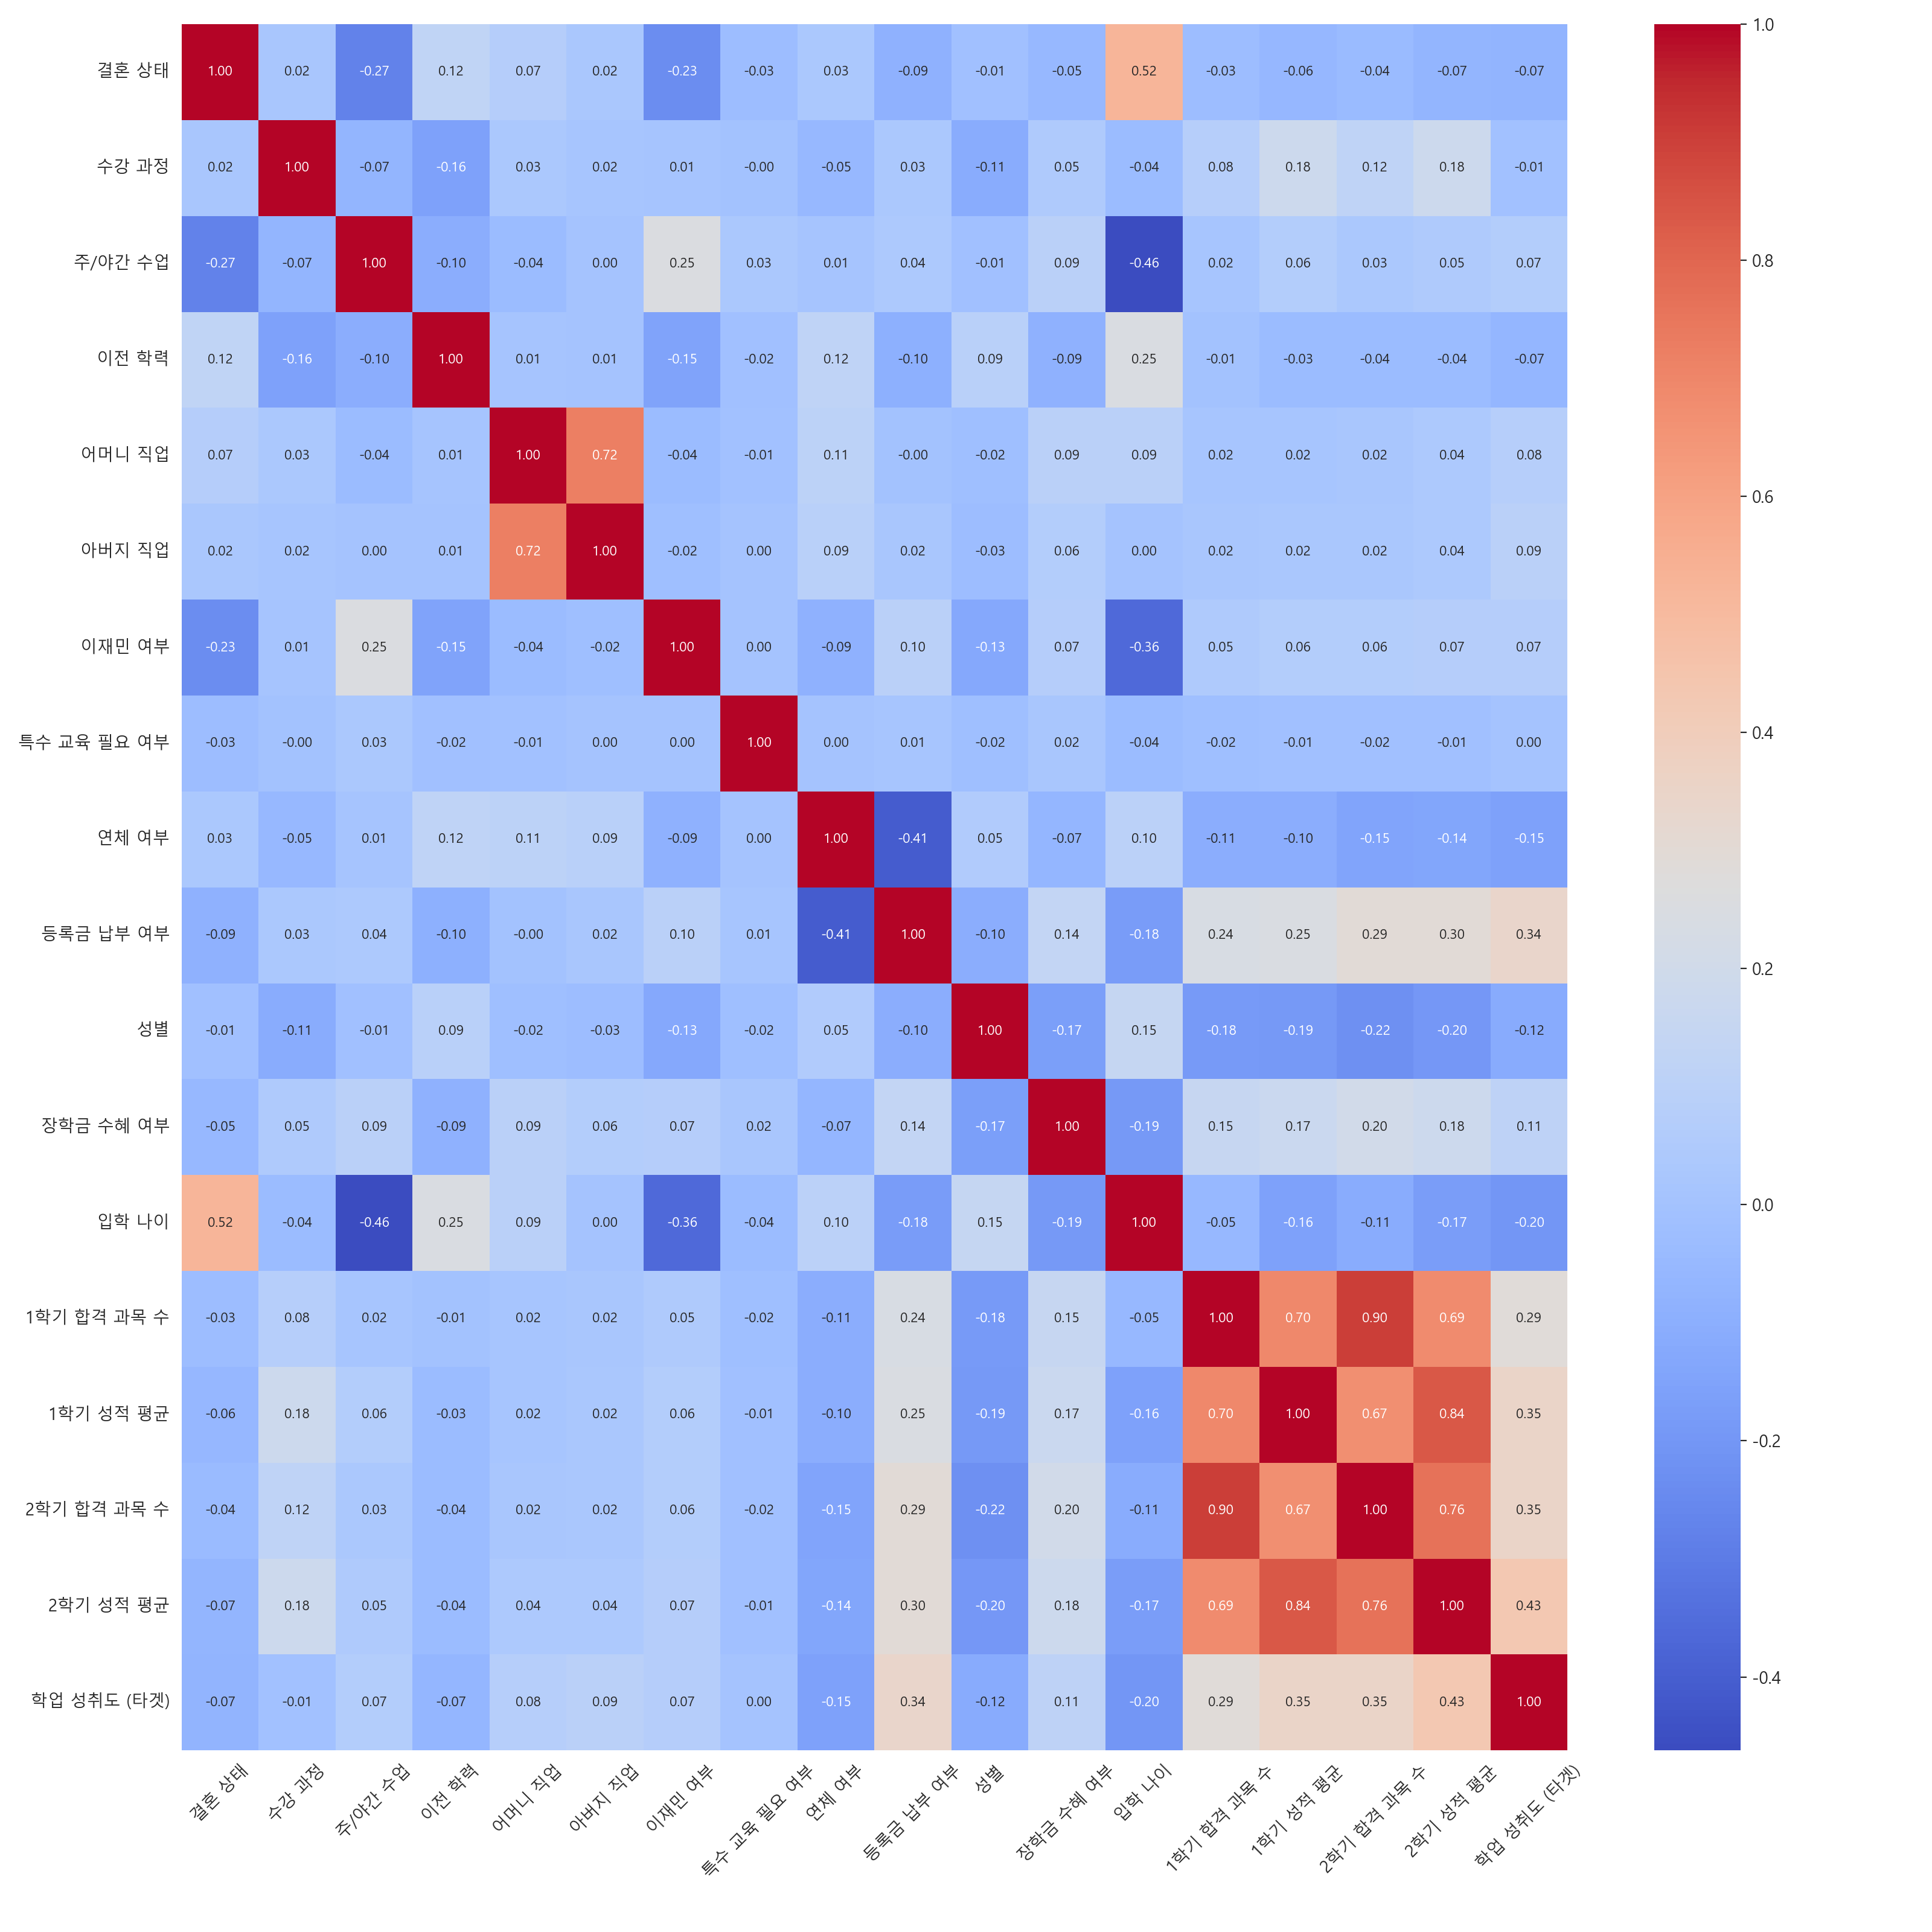 결혼 상태 1.00 0.02 -0.27 0.12 0.07 0.02 -0.23 -0.03 0.03 -0.09 -0.01 -0.05 0.52 -0.03 -0.06 -0.04 -0.07 -0.07
수강 과정 0.02 1.00 -0.07 -0.16 0.03 0.02 0.01 -0.00 -0.05 0.03 -0.11 0.05 -0.04 0.08 0.18 0.12 0.18 -0.01
주/야간 수업 -0.27 -0.07 1.00 -0.10 -0.04 0.00 0.25 0.03 0.01 0.04 -0.01 0.09 -0.46 0.02 0.06 0.03 0.05 0.07
이전 학력 0.12 -0.16 -0.10 1.00 0.01 0.01 -0.15 -0.02 0.12 -0.10 0.09 -0.09 0.25 -0.01 -0.03 -0.04 -0.04 -0.07
어머니 직업 0.07 0.03 -0.04 0.01 1.00 0.72 -0.04 -0.01 0.11 -0.00 -0.02 0.09 0.09 0.02 0.02 0.02 0.04 0.08
아버지 직업 0.02 0.02 0.00 0.01 0.72 1.00 -0.02 0.00 0.09 0.02 -0.03 0.06 0.00 0.02 0.02 0.02 0.04 0.09
이재민 여부 -0.23 0.01 0.25 -0.15 -0.04 -0.02 1.00 0.00 -0.09 0.10 -0.13 0.07 -0.36 0.05 0.06 0.06 0.07 0.07
특수 교육 필요 여부 -0.03 -0.00 0.03 -0.02 -0.01 0.00 0.00 1.00 0.00 0.01 -0.02 0.02 -0.04 -0.02 -0.01 -0.02 -0.01 0.00
연체 여부 0.03 -0.05 0.01 0.12 0.11 0.09 -0.09 0.00 1.00 -0.41 0.05 -0.07 0.10 -0.11 -0.10 -0.15 -0.14 -0.15
등록금 납부 여부 -0.09 0.03 0.04 -0.10 -0.00 0.02 0.10 0.01 -0.41 1.00 -0.10 0.14 -0.18 0.24 0.25 0.29 0.30 0.34
성별 -0.01 -0.11 -0.01 0.09 -0.02 -0.03 -0.13 -0.02 0.05 -0.10 1.00 -0.17 0.15 -0.18 -0.19 -0.22 -0.20 -0.12
장학금 수혜 여부 -0.05 0.05 0.09 -0.09 0.09 0.06 0.07 0.02 -0.07 0.14 -0.17 1.00 -0.19 0.15 0.17 0.20 0.18 0.11
입학 나이 0.52 -0.04 -0.46 0.25 0.09 0.00 -0.36 -0.04 0.10 -0.18 0.15 -0.19 1.00 -0.05 -0.16 -0.11 -0.17 -0.20
1학기 합격 과목 수 -0.03 0.08 0.02 -0.01 0.02 0.02 0.05 -0.02 -0.11 0.24 -0.18 0.15 -0.05 1.00 0.70 0.90 0.69 0.29
1학기 성적 평균 -0.06 0.18 0.06 -0.03 0.02 0.02 0.06 -0.01 -0.10 0.25 -0.19 0.17 -0.16 0.70 1.00 0.67 0.84 0.35
2학기 합격 과목 수 -0.04 0.12 0.03 -0.04 0.02 0.02 0.06 -0.02 -0.15 0.29 -0.22 0.20 -0.11 0.90 0.67 1.00 0.76 0.35
2학기 성적 평균 -0.07 0.18 0.05 -0.04 0.04 0.04 0.07 -0.01 -0.14 0.30 -0.20 0.18 -0.17 0.69 0.84 0.76 1.00 0.43
학업 성취도 (타겟) -0.07 -0.01 0.07 -0.07 0.08 0.09 0.07 0.00 -0.15 0.34 -0.12 0.11 -0.20 0.29 0.35 0.35 0.43 1.00
결혼 상태
수강 과정
주/야간 수업
이전 학력
어머니 직업
아버지 직업
이재민 여부
특수 교육 필요 여부
연체 여부
등록금 납부 여부
성별
장학금 수혜 여부
입학 나이
1학기 합격 과목 수
1학기 성적 평균
2학기 합격 과목 수
2학기 성적 평균
학업 성취도 (타겟)
1.0
0.8
0.6
0.4
0.2
0.0
-0.2
-0.4